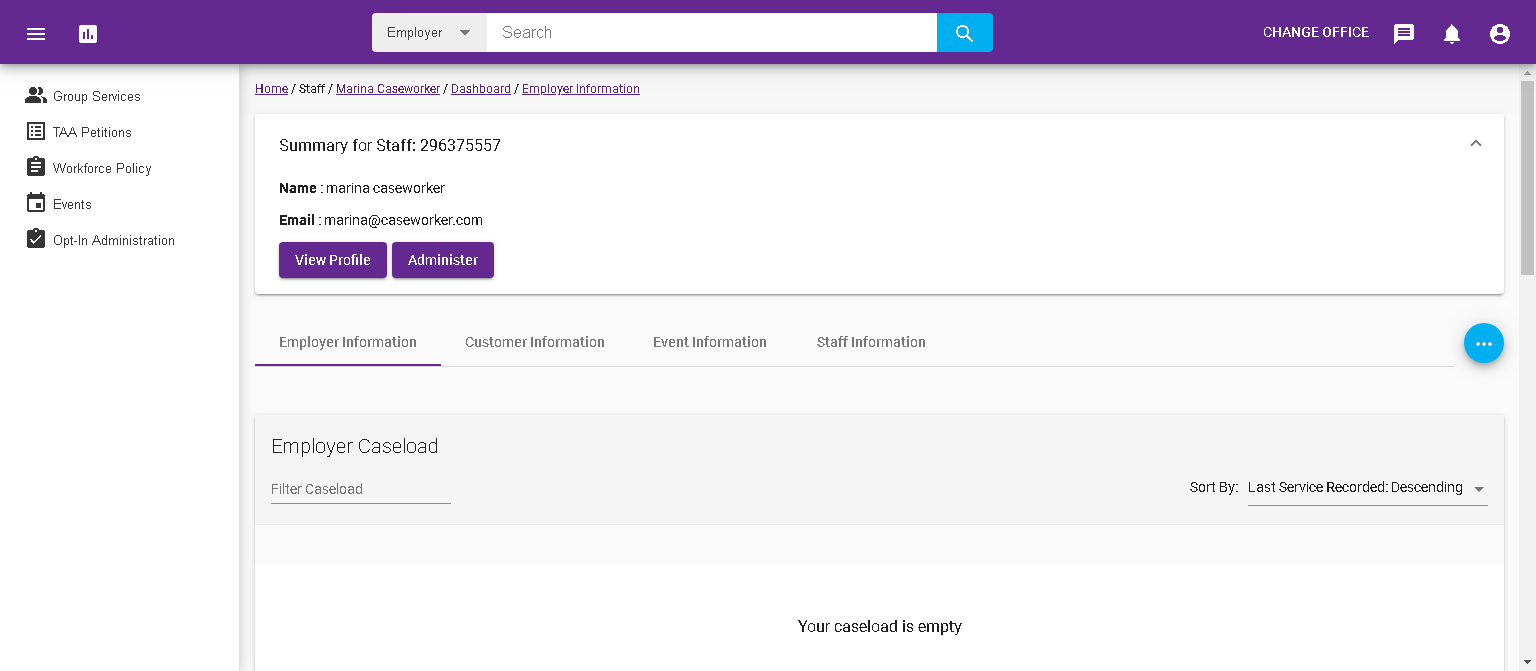 Employer
Search
CHANGE OFFICE
Group Services
TAA Petitions
Workforce Policy
Events
Opt-In Administration
Home / Staff / Marina Caseworker / Dashboard / Employer Information
Summary for Staff: 296375557
Name : marina caseworker
Email : marina@caseworker.com
View Profile Administer
Employer Information Customer Information Event Information Staff Information
Employer Caseload
Filter Caseload
Sort By: Last Service Recorded: Descending
Your caseload is empty